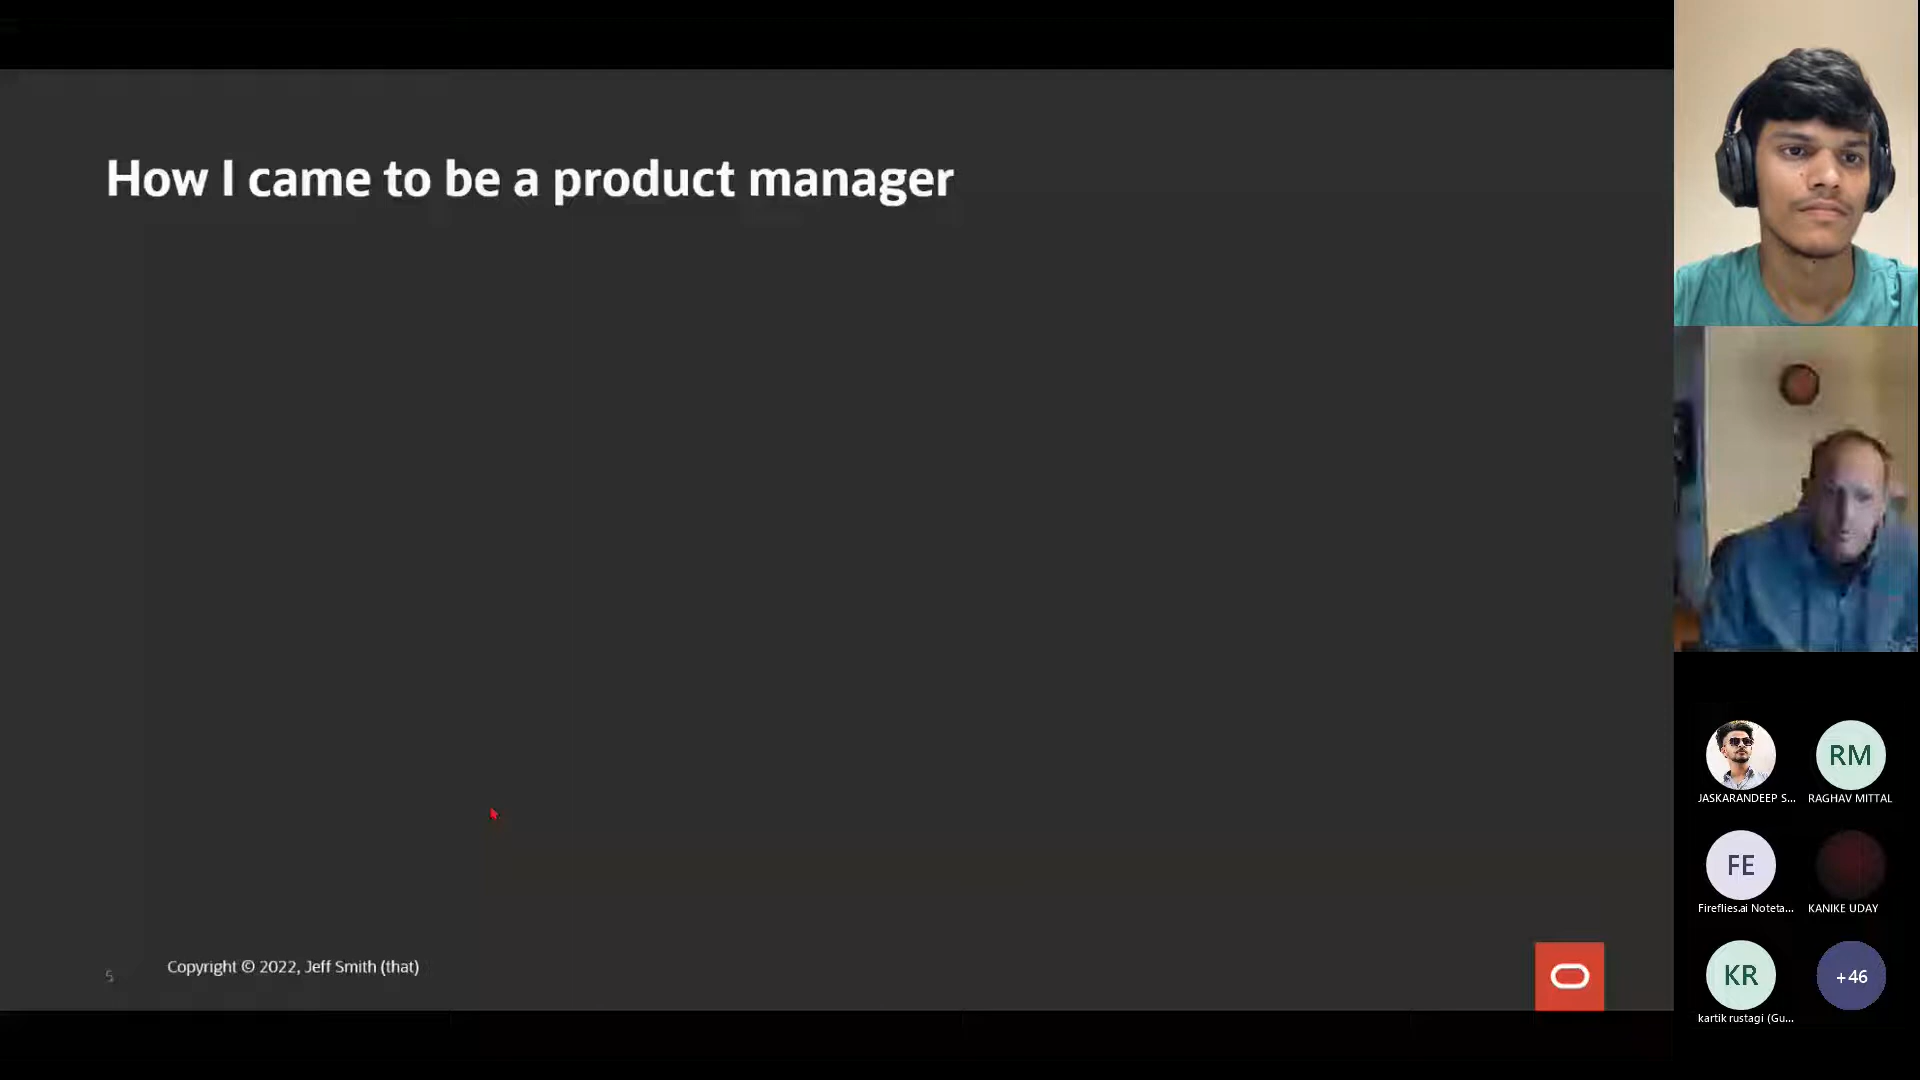 How I came to be a product manager
5
Copyright © 2022, Jeff Smith (that)
JASKARANDEEP S...
RM
RAGHAV MITTAL
FE
Fireflies.ai Noteta...
KANIKE UDAY
KR
kartik rustagi (Gu...
+46